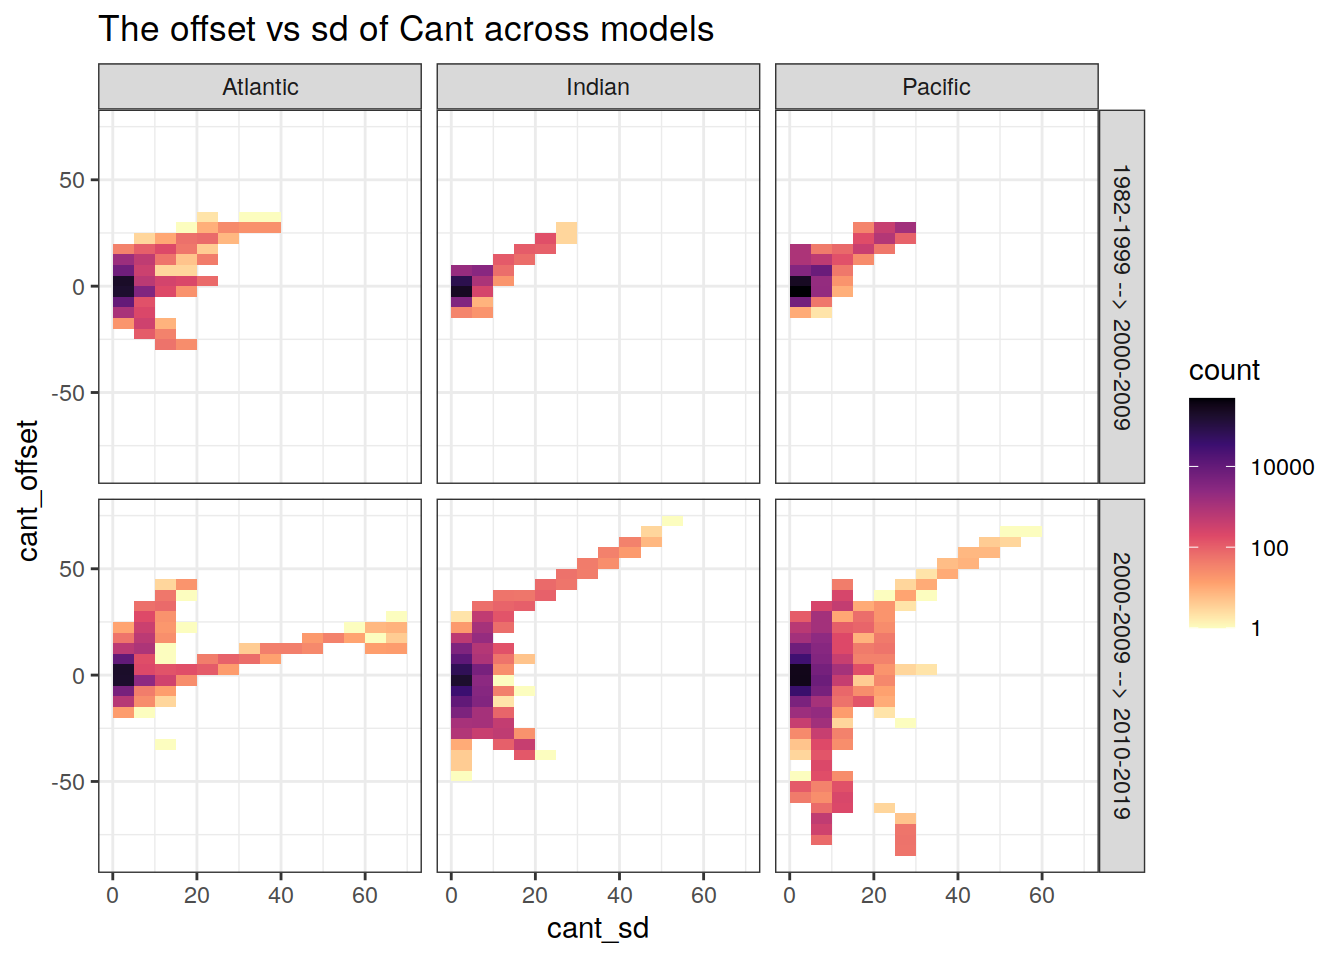 The offset vs sd of Cant across models
Atlantic
Indian
Pacific
50
0
-50
1982-1999 --> 2000-2009
50
0
-50
2000-2009 --> 2010-2019
0 20 40 60
0 20 40 60
0 20 40 60
cant_sd
cant_offset
count
10000
100
1